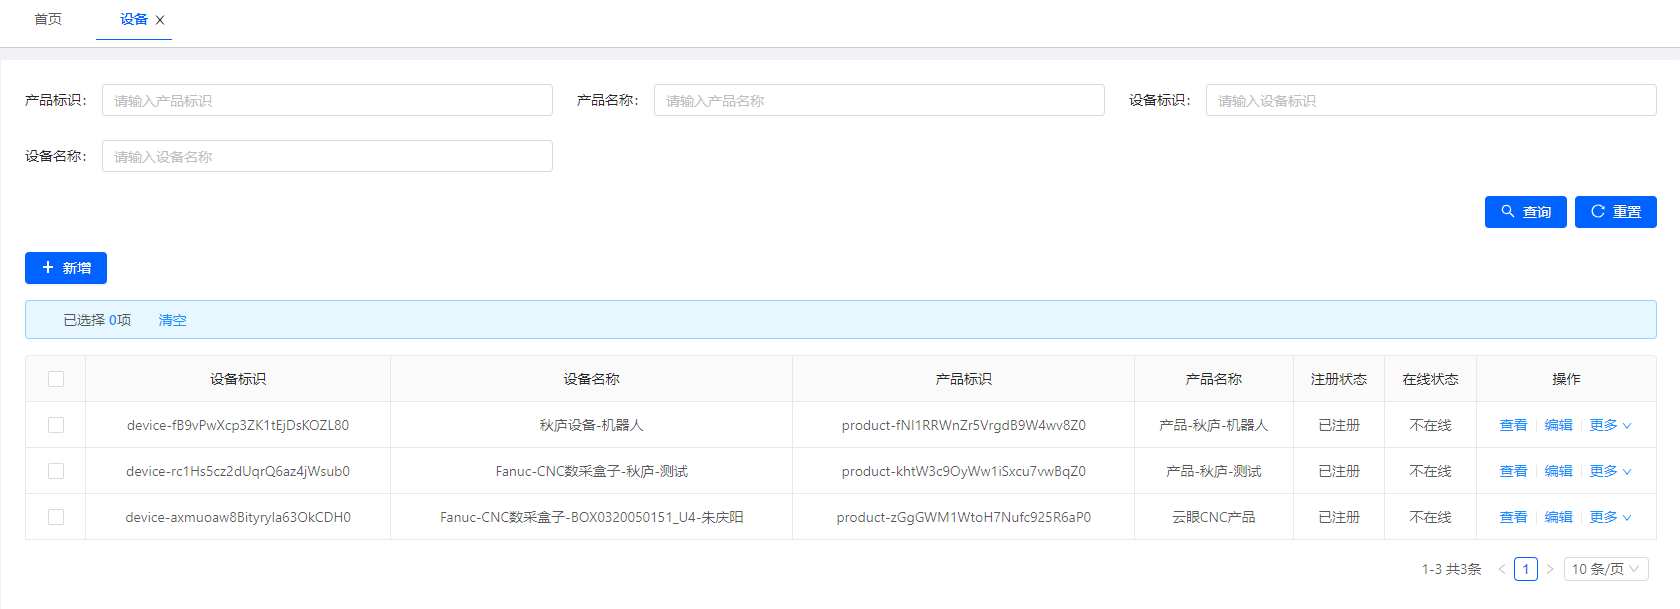 首页 设备
产品标识: 请输入产品标识 产品名称: 请输入产品名称 设备标识: 请输入设备标识
设备名称: 请输入设备名称
查询 重置
新增
已选择 0项 清空
设备标识 设备名称 产品标识 产品名称 注册状态 在线状态 操作
device-fB9vPwXcp3ZK1tEjDsKOZL80 秋庐设备-机器人 product-fNI1RRWnZr5VrgdB9W4wv8Z0 产品-秋庐-机器人 已注册 不在线 查看 编辑 更多
device-rc1Hs5cz2dUqrQ6az4jWsub0 Fanuc-CNC数采盒子-秋庐-测试 product-khtW3c9OyWw1iSxcu7vwBqZ0 产品-秋庐-测试 已注册 不在线 查看 编辑 更多
device-axmuoaw8Bityryla63OkCDH0 Fanuc-CNC数采盒子-BOX0320050151_U4-朱庆阳 product-zGgGWM1WtoH7Nufc925R6aP0 云眼CNC产品 已注册 不在线 查看 编辑 更多
1-3 共3条 1 10 条/页